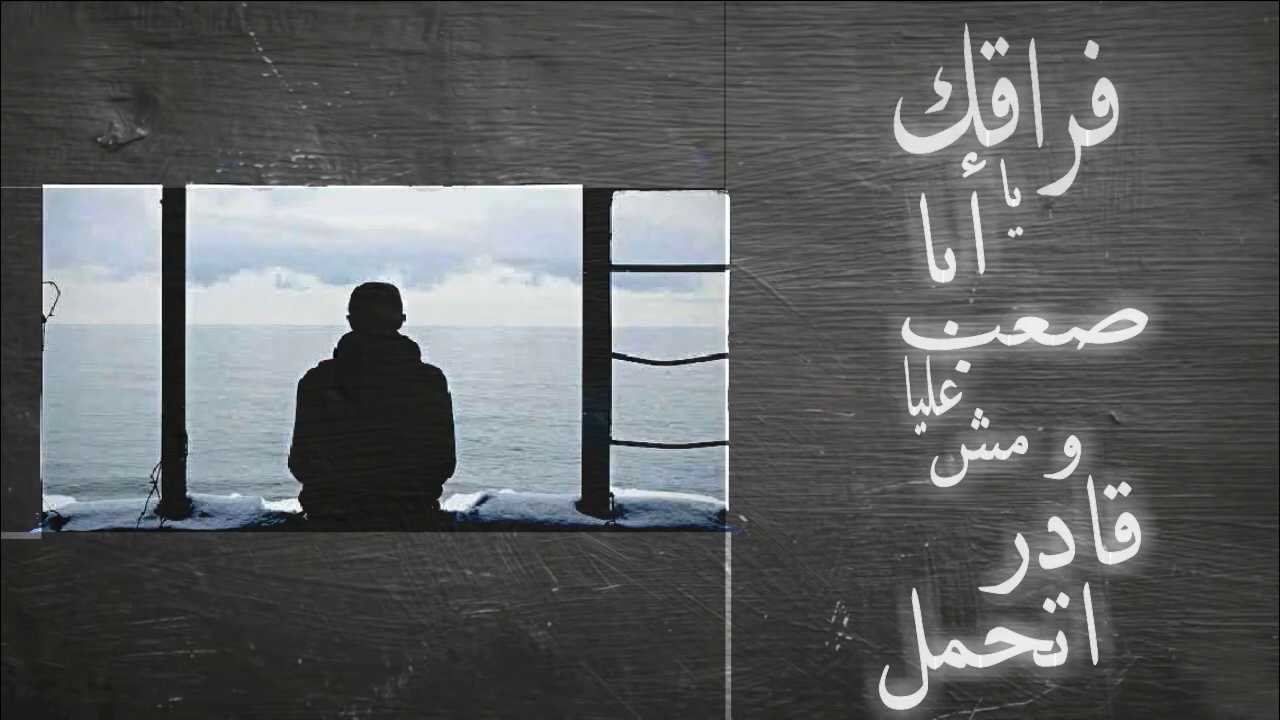 فراقك
يا أبا
صعب
عليا
و مش
قادر
اتحمل